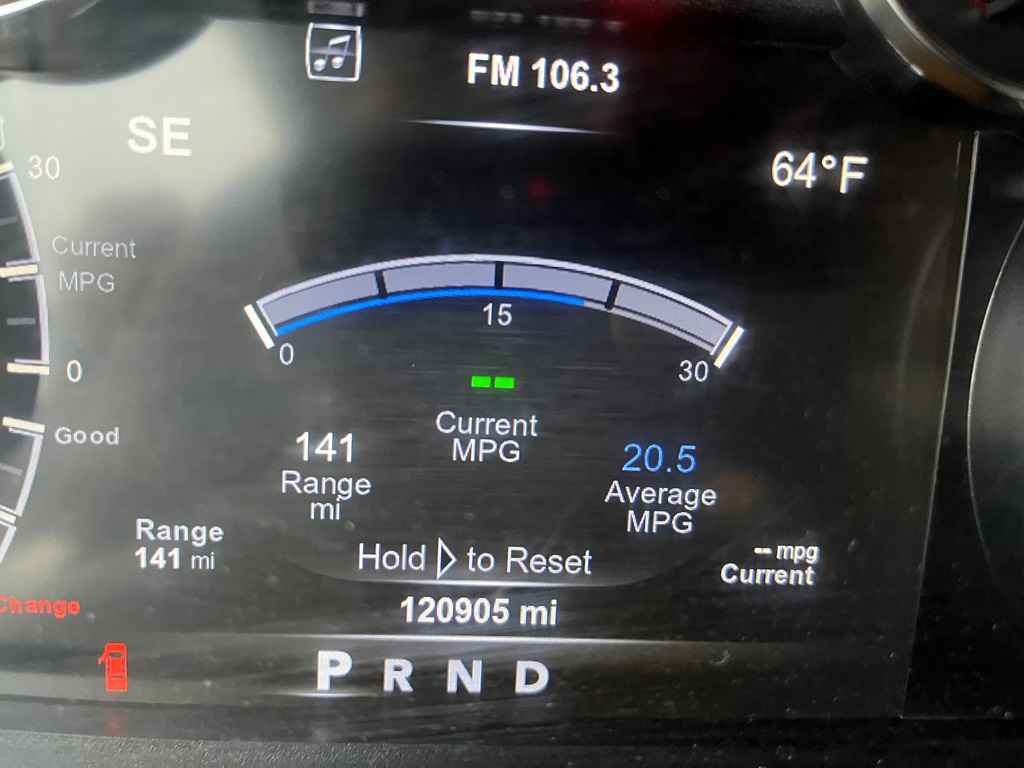 FM 106.3
SE
64°F
30
Current
MPG
0
Good
15
0
30
Current
MPG
141
Range
mi
20.5
Average
MPG
Range
141 mi
Hold ▷ to Reset
-- mpg
Current
Change
120905 mi
P R N D